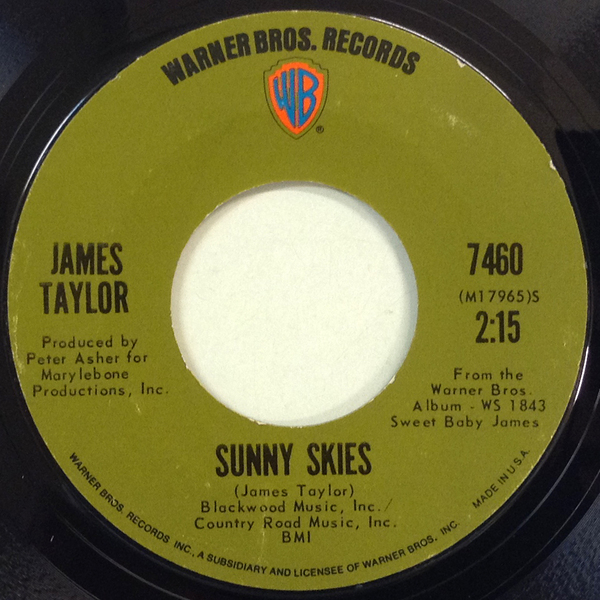 WARNER BROS. RECORDS
WB
®
JAMES
TAYLOR
Produced by
Peter Asher for
Marylebone
Productions, Inc.
7460
(M17965)S
2:15
From the
Warner Bros.
Album - WS 1843
Sweet Baby James
SUNNY SKIES
(James Taylor)
Blackwood Music, Inc./
Country Road Music, Inc.
BMI
WARNER BROS. RECORDS INC., A SUBSIDIARY AND LICENSEE OF WARNER BROS. INC.
MADE IN U.S.A.